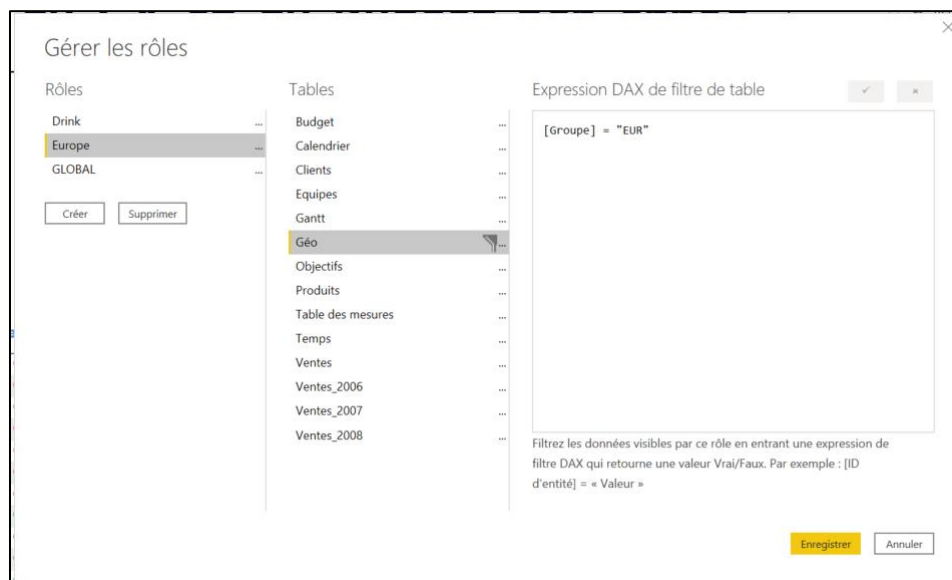 Gérer les rôles
Rôles
Drink ...
Europe ...
GLOBAL ...
Créer
Supprimer
Tables
Budget ...
Calendrier ...
Clients ...
Equipes ...
Gantt ...
Géo ...
Objectifs ...
Produits ...
Table des mesures ...
Temps ...
Ventes ...
Ventes_2006 ...
Ventes_2007 ...
Ventes_2008 ...
Expression DAX de filtre de table
[Groupe] = "EUR"
Filtrez les données visibles par ce rôle en entrant une expression de
filtre DAX qui retourne une valeur Vrai/Faux. Par exemple : [ID
d'entité] = « Valeur »
Enregistrer
Annuler